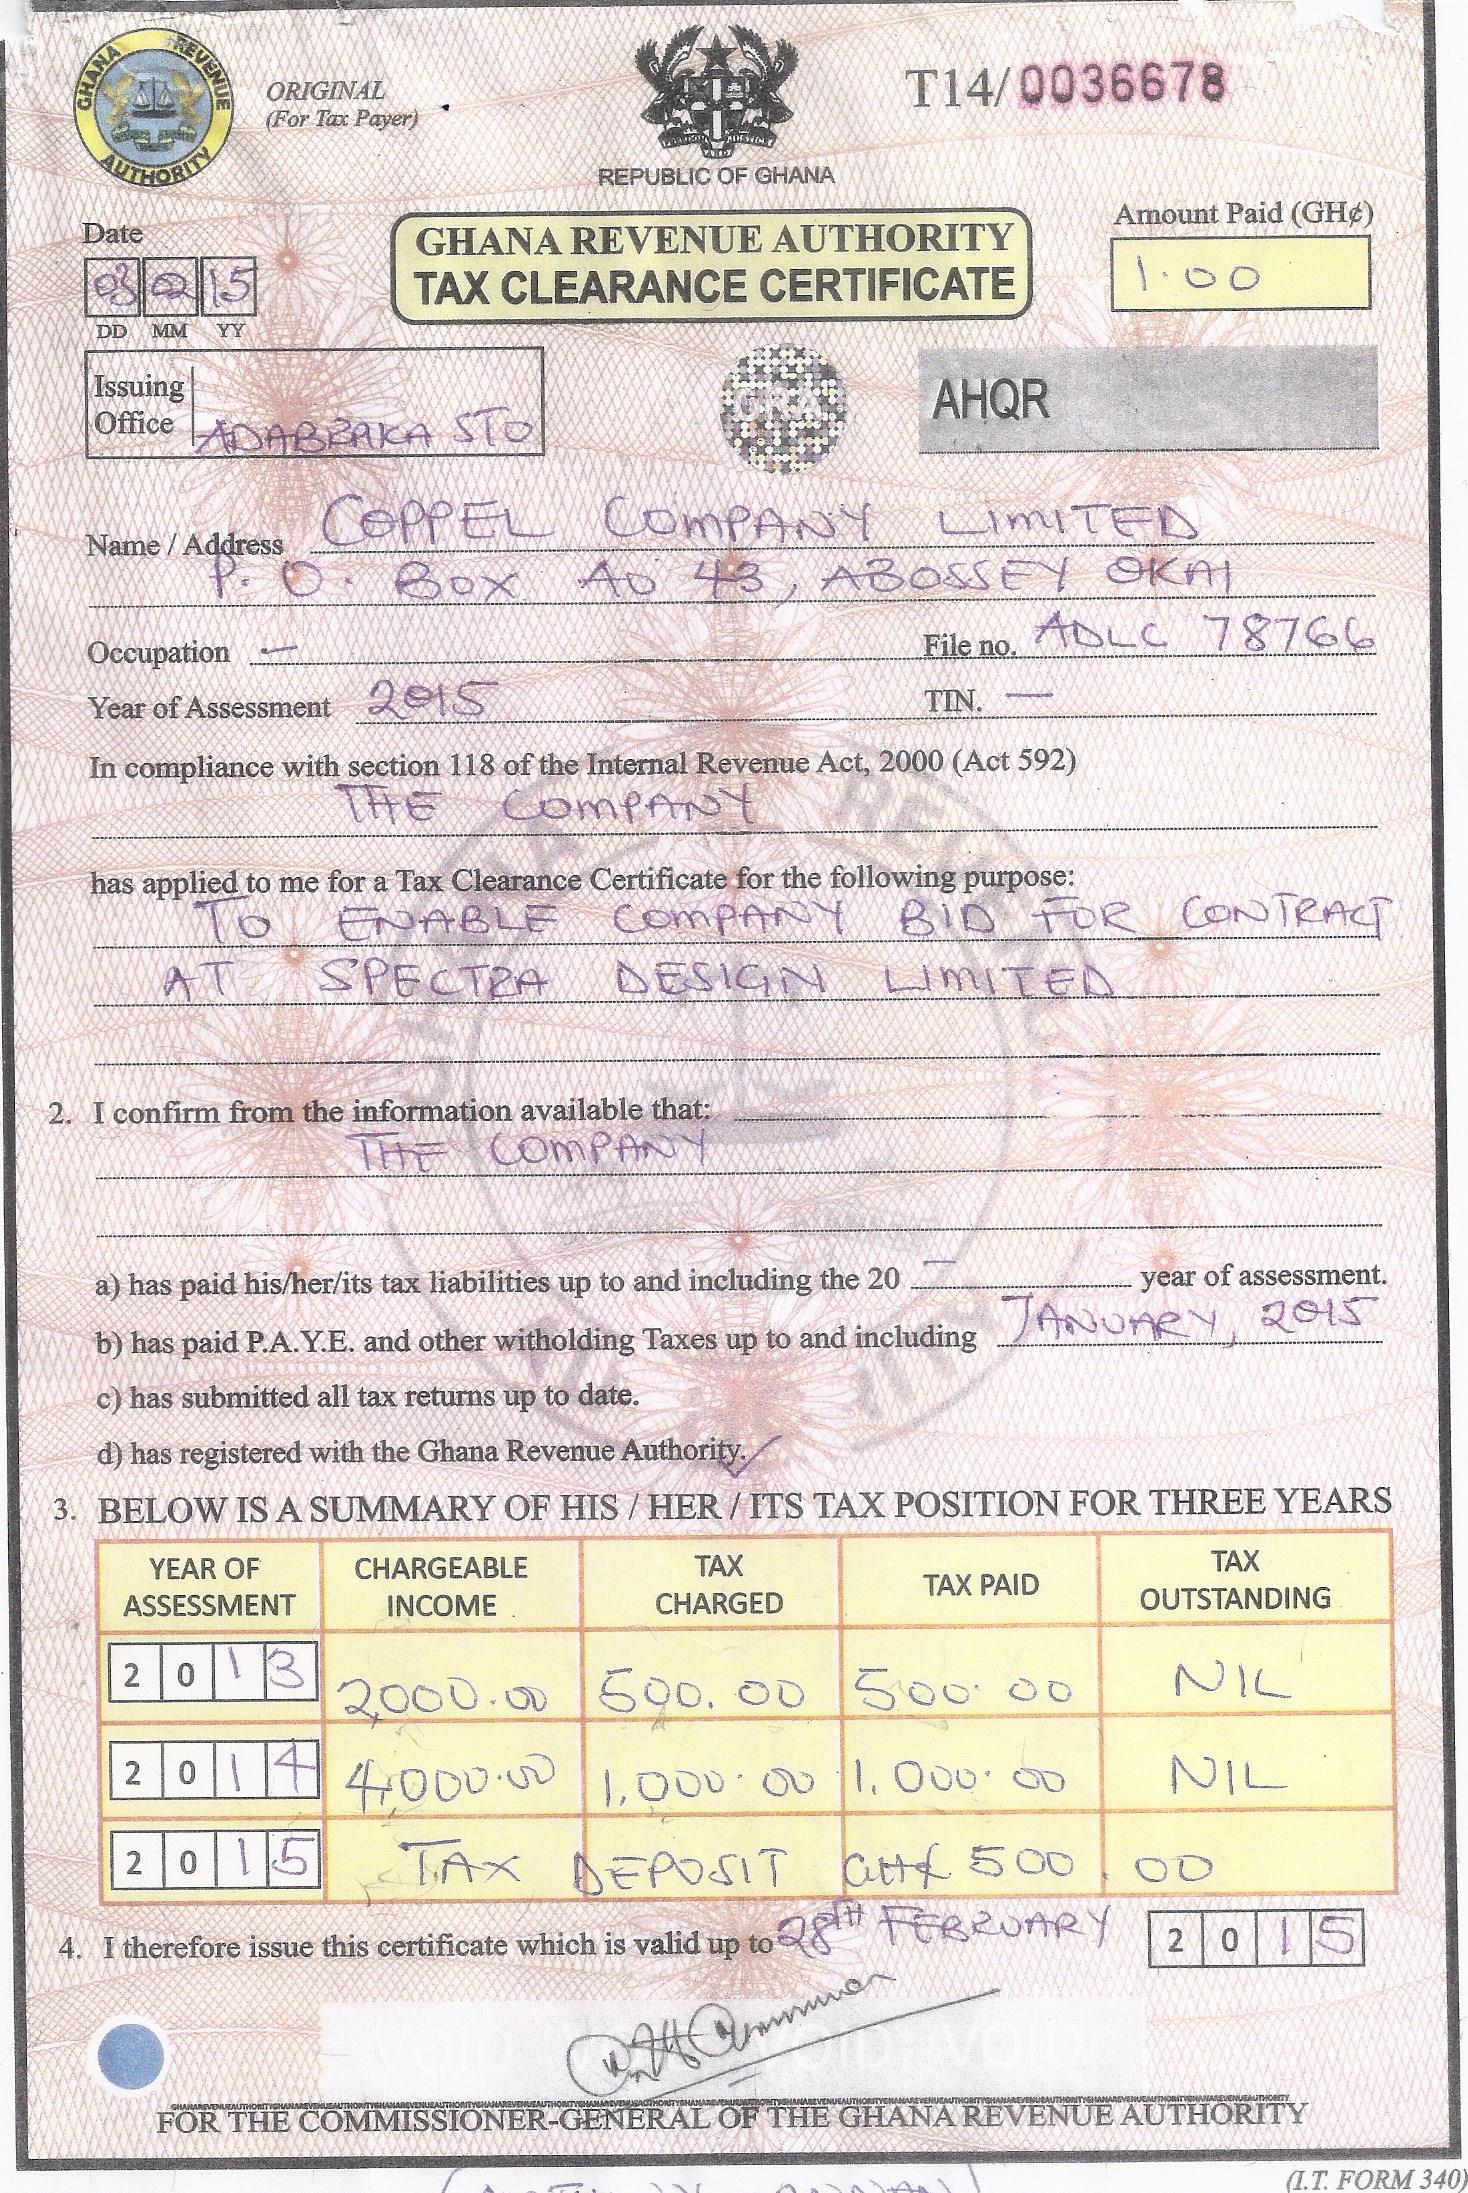 GHANA REVENUE AUTHORITY
ORIGINAL
(For Tax Payer)
REPUBLIC OF GHANA
T14/0036678
Date
03 02 15
DD MM YY
GHANA REVENUE AUTHORITY
TAX CLEARANCE CERTIFICATE
Amount Paid (GH¢)
1.00
Issuing Office ADABRAKA STO
GRA
AHQR
Name / Address COPPEL COMPANY LIMITED
P. O. BOX AO 43, ABOSSEY OKAI
Occupation — File no. ADLC 78766
Year of Assessment 2015 TIN. —
In compliance with section 118 of the Internal Revenue Act, 2000 (Act 592)
THE COMPANY
has applied to me for a Tax Clearance Certificate for the following purpose:
TO ENABLE COMPANY BID FOR CONTRACT
AT SPECTRA DESIGN LIMITED
2. I confirm from the information available that:
THE COMPANY
a) has paid his/her/its tax liabilities up to and including the 20 — year of assessment.
b) has paid P.A.Y.E. and other witholding Taxes up to and including JANUARY, 2015
c) has submitted all tax returns up to date.
d) has registered with the Ghana Revenue Authority. ✓
3. BELOW IS A SUMMARY OF HIS / HER / ITS TAX POSITION FOR THREE YEARS
YEAR OF ASSESSMENT CHARGEABLE INCOME TAX CHARGED TAX PAID TAX OUTSTANDING
2013 2,000.00 500.00 500.00 NIL
2014 4,000.00 1,000.00 1,000.00 NIL
2015 TAX DEPOSIT GH¢ 500.00
4. I therefore issue this certificate which is valid up to 28TH FEBRUARY 2015
VOID VOID VOID
FOR THE COMMISSIONER-GENERAL OF THE GHANA REVENUE AUTHORITY
(I.T. FORM 340)